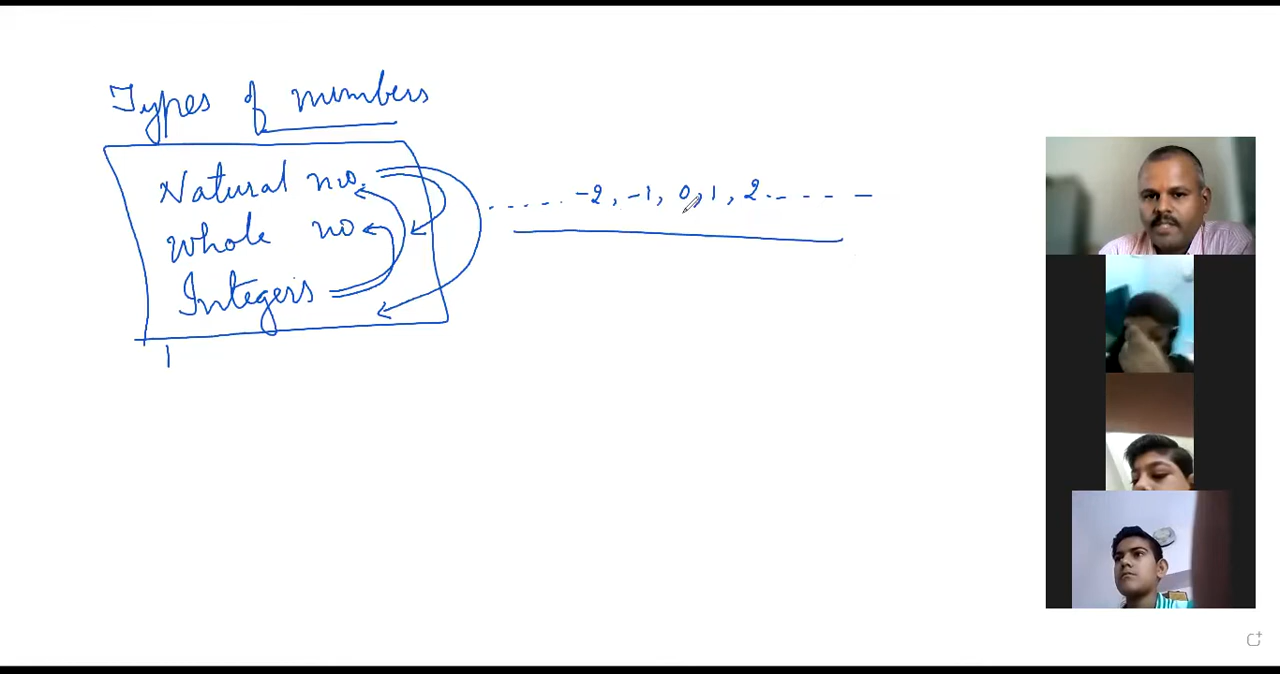 Types of numbers
Natural no.
..... -2, -1, 0, 1, 2.. - - - -
Whole no
Integers
1